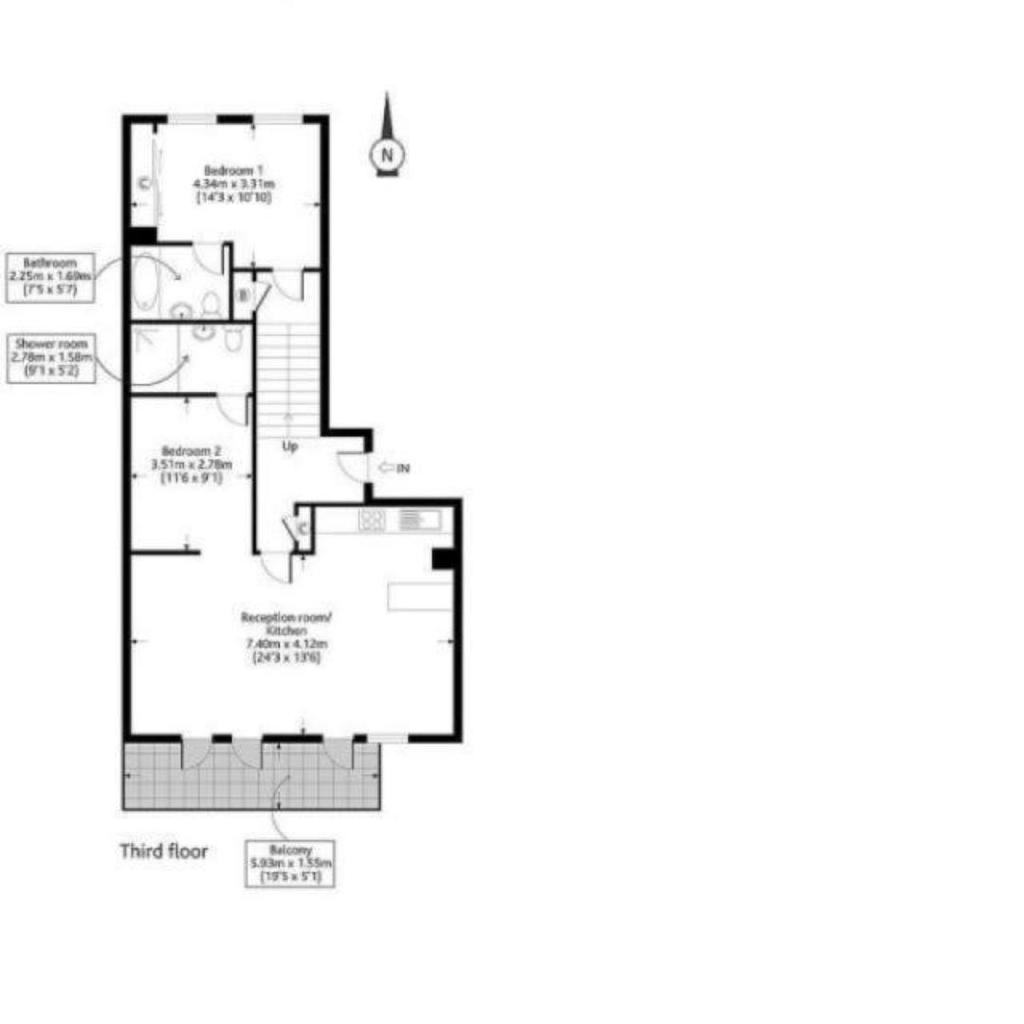 N
Bedroom 1
4.34m x 3.31m
(14'3 x 10'10)
C
Bathroom
2.25m x 1.69m
(7'5 x 5'7)
B
Shower room
2.78m x 1.58m
(9'1 x 5'2)
Up
Bedroom 2
3.51m x 2.78m
(11'6 x 9'1)
IN
C
Reception room/
Kitchen
7.40m x 4.12m
(24'3 x 13'6)
Third floor
Balcony
5.93m x 1.55m
(19'5 x 5'1)